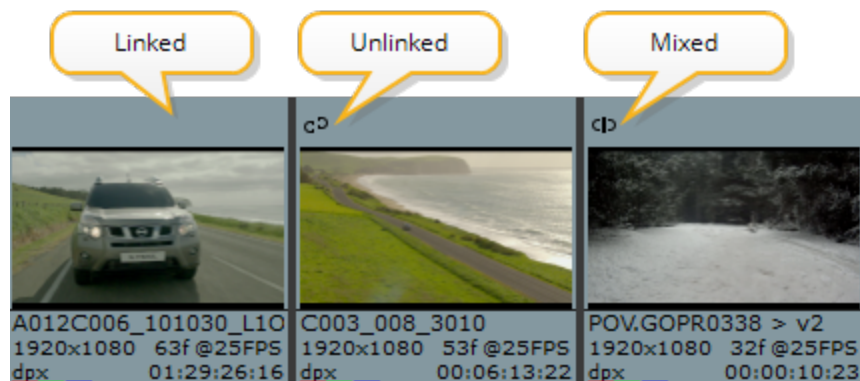 Linked
Unlinked
Mixed
A012C006_101030_L1O
1920x1080 63f@25FPS
dpx 01:29:26:16
C003_008_3010
1920x1080 53f@25FPS
dpx 00:06:13:22
POV.GOPR0338 > v2
1920x1080 32f@25FPS
dpx 00:00:10:23